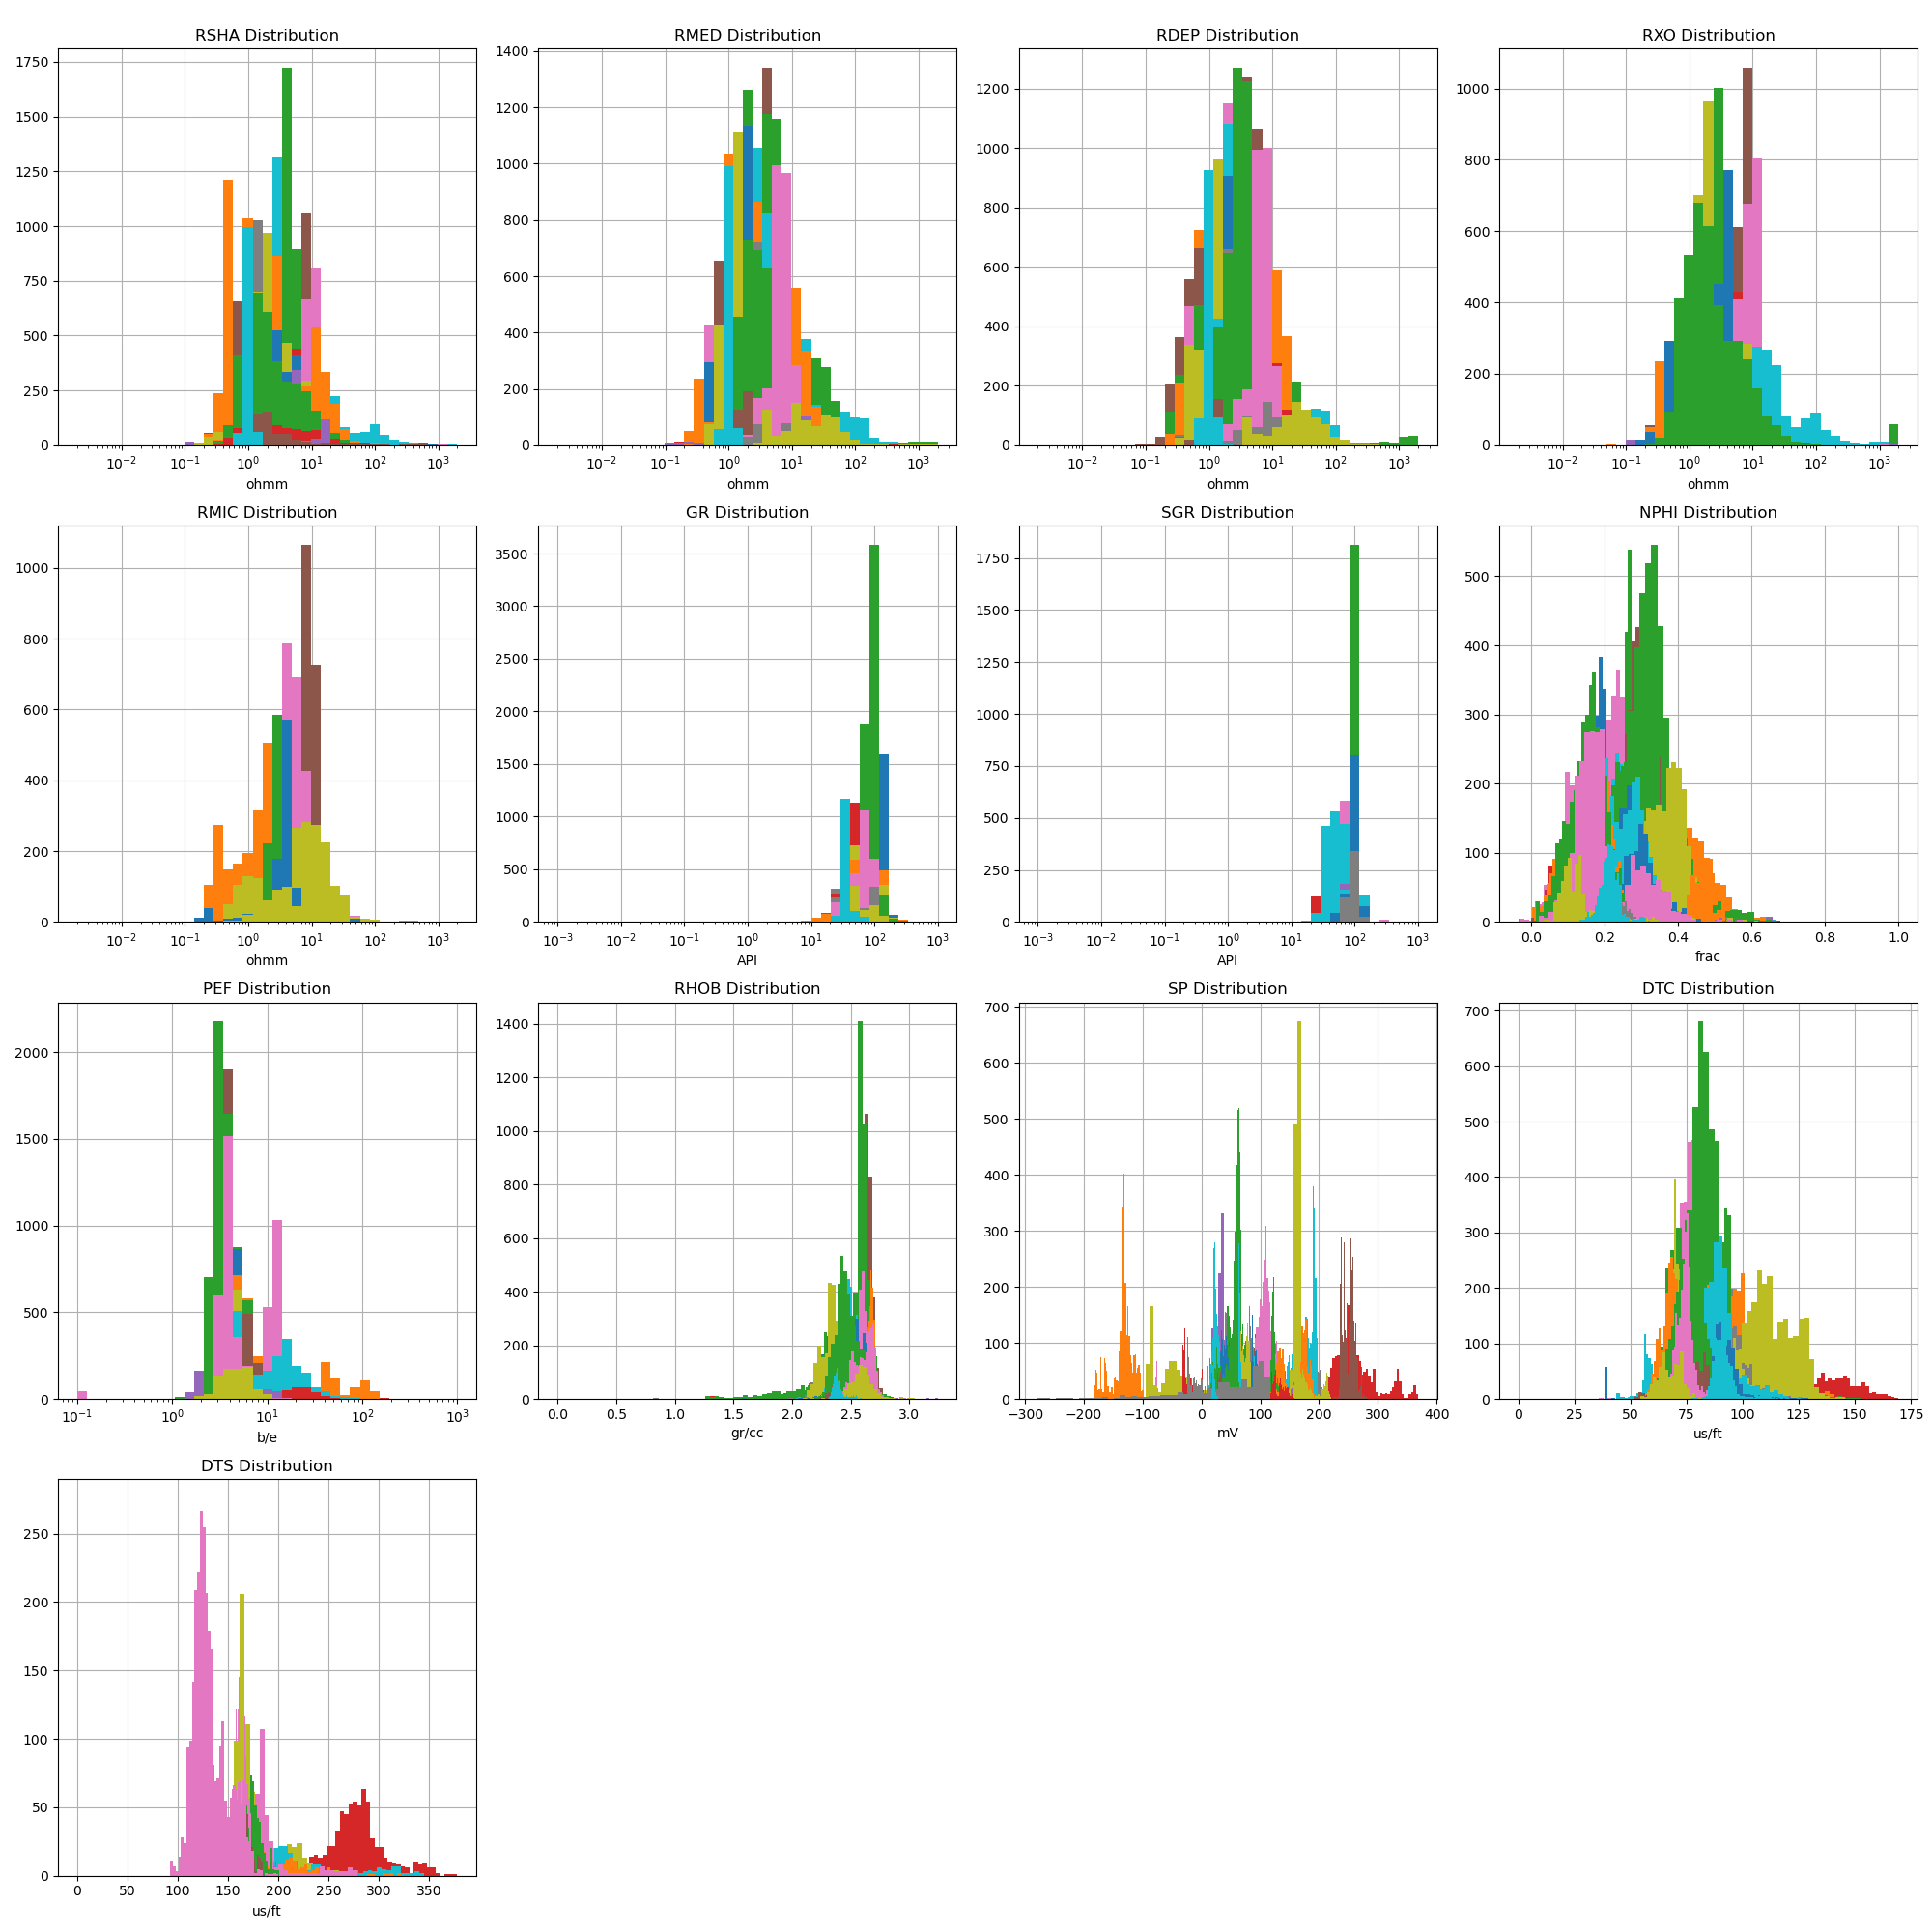 RSHA Distribution
1750
1500
1250
1000
750
500
250
0
10⁻² 10⁻¹ 10⁰ 10¹ 10² 10³
ohmm
RMED Distribution
1400
1200
1000
800
600
400
200
0
10⁻² 10⁻¹ 10⁰ 10¹ 10² 10³
ohmm
RDEP Distribution
1200
1000
800
600
400
200
0
10⁻² 10⁻¹ 10⁰ 10¹ 10² 10³
ohmm
RXO Distribution
1000
800
600
400
200
0
10⁻² 10⁻¹ 10⁰ 10¹ 10² 10³
ohmm
RMIC Distribution
1000
800
600
400
200
0
10⁻² 10⁻¹ 10⁰ 10¹ 10² 10³
ohmm
GR Distribution
3500
3000
2500
2000
1500
1000
500
0
10⁻³ 10⁻² 10⁻¹ 10⁰ 10¹ 10² 10³
API
SGR Distribution
1750
1500
1250
1000
750
500
250
0
10⁻³ 10⁻² 10⁻¹ 10⁰ 10¹ 10² 10³
API
NPHI Distribution
500
400
300
200
100
0
0.0 0.2 0.4 0.6 0.8 1.0
frac
PEF Distribution
2000
1500
1000
500
0
10⁻¹ 10⁰ 10¹ 10² 10³
b/e
RHOB Distribution
1400
1200
1000
800
600
400
200
0
0.0 0.5 1.0 1.5 2.0 2.5 3.0
gr/cc
SP Distribution
700
600
500
400
300
200
100
0
−300 −200 −100 0 100 200 300 400
mV
DTC Distribution
700
600
500
400
300
200
100
0
0 25 50 75 100 125 150 175
us/ft
DTS Distribution
250
200
150
100
50
0
0 50 100 150 200 250 300 350
us/ft